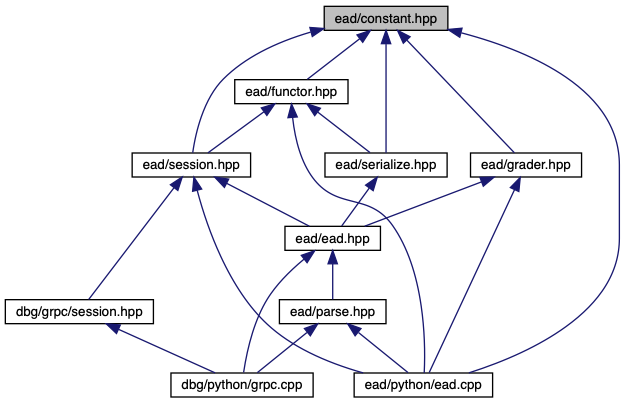 ead/constant.hpp
ead/functor.hpp
ead/session.hpp
ead/serialize.hpp
ead/grader.hpp
ead/ead.hpp
dbg/grpc/session.hpp
ead/parse.hpp
dbg/python/grpc.cpp
ead/python/ead.cpp